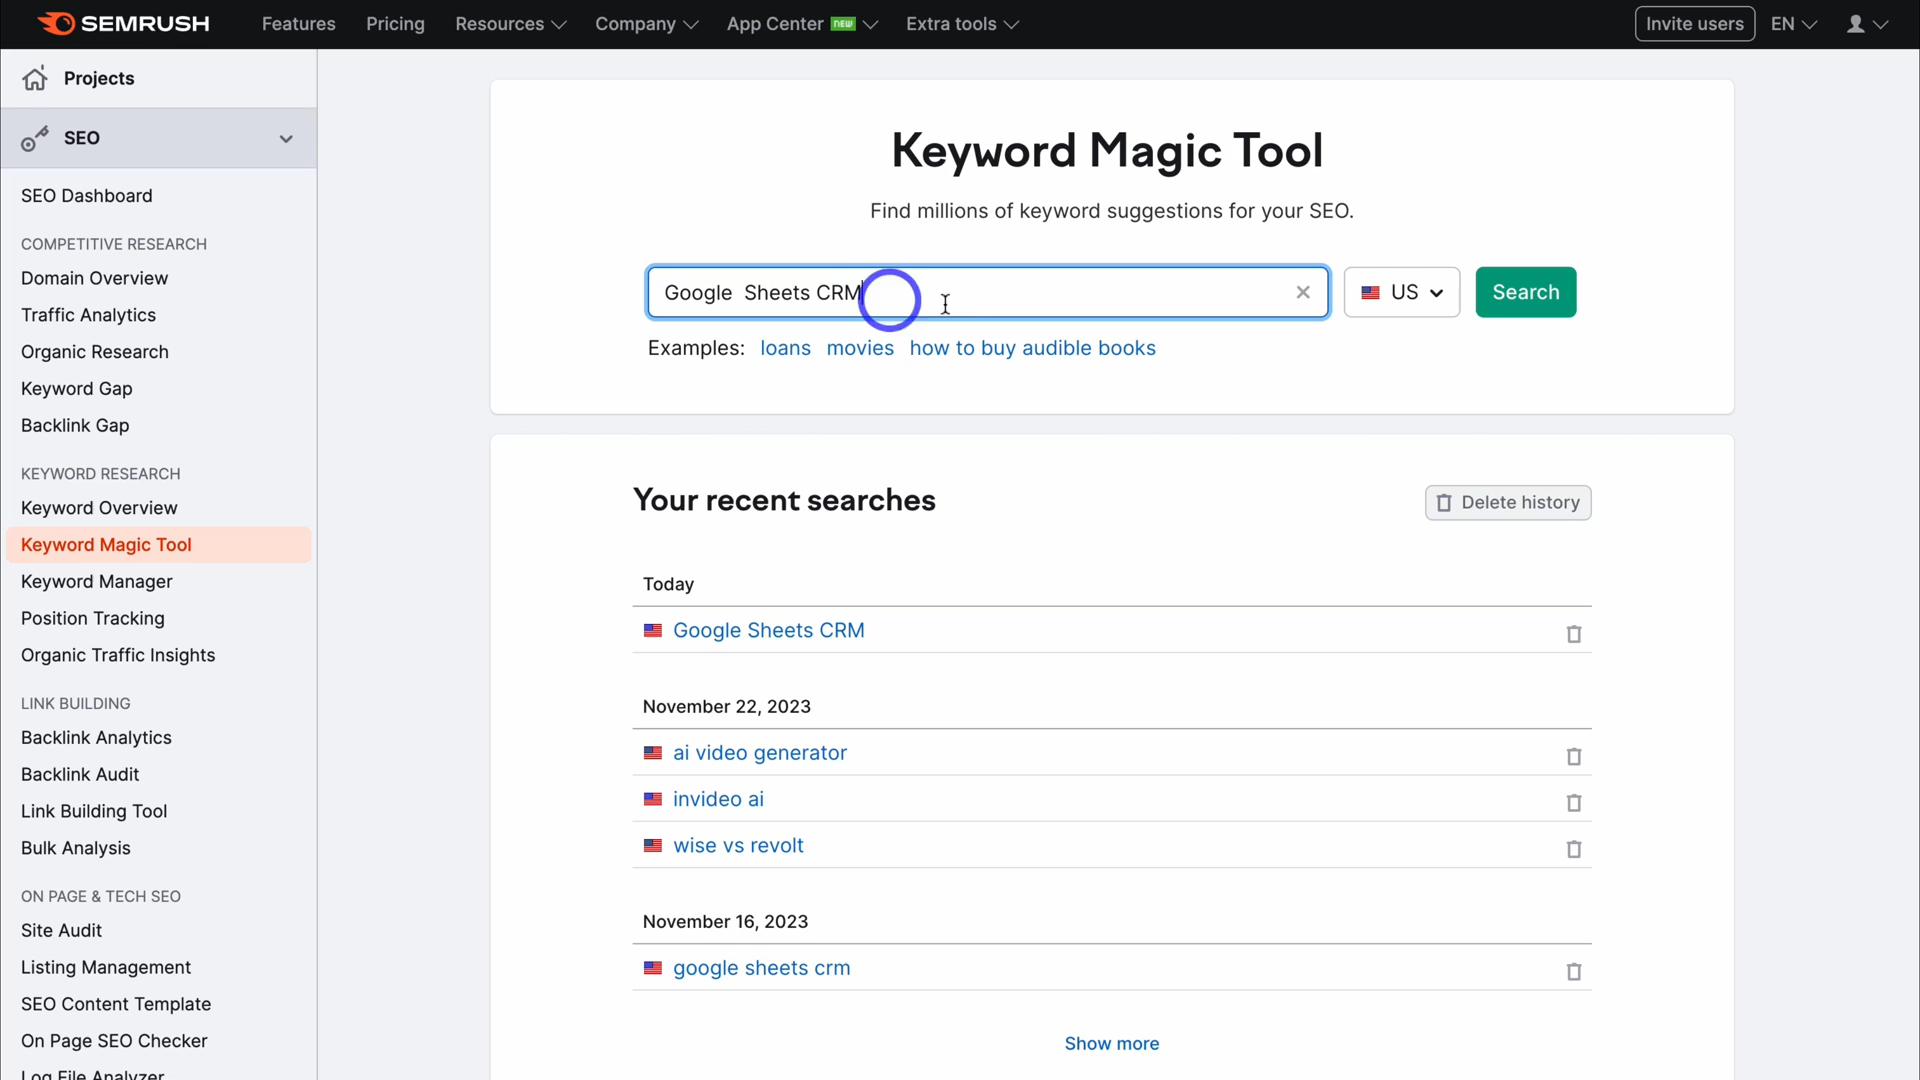 SEMRUSH Features Pricing Resources Company App Center NEW Extra tools Invite users EN
Projects
SEO
SEO Dashboard
COMPETITIVE RESEARCH
Domain Overview
Traffic Analytics
Organic Research
Keyword Gap
Backlink Gap
KEYWORD RESEARCH
Keyword Overview
Keyword Magic Tool
Keyword Manager
Position Tracking
Organic Traffic Insights
LINK BUILDING
Backlink Analytics
Backlink Audit
Link Building Tool
Bulk Analysis
ON PAGE & TECH SEO
Site Audit
Listing Management
SEO Content Template
On Page SEO Checker
Log File Analyzer
Keyword Magic Tool
Find millions of keyword suggestions for your SEO.
Google  Sheets CRM US Search
Examples: loans movies how to buy audible books
Your recent searches Delete history
Today
Google Sheets CRM
November 22, 2023
ai video generator
invideo ai
wise vs revolt
November 16, 2023
google sheets crm
Show more